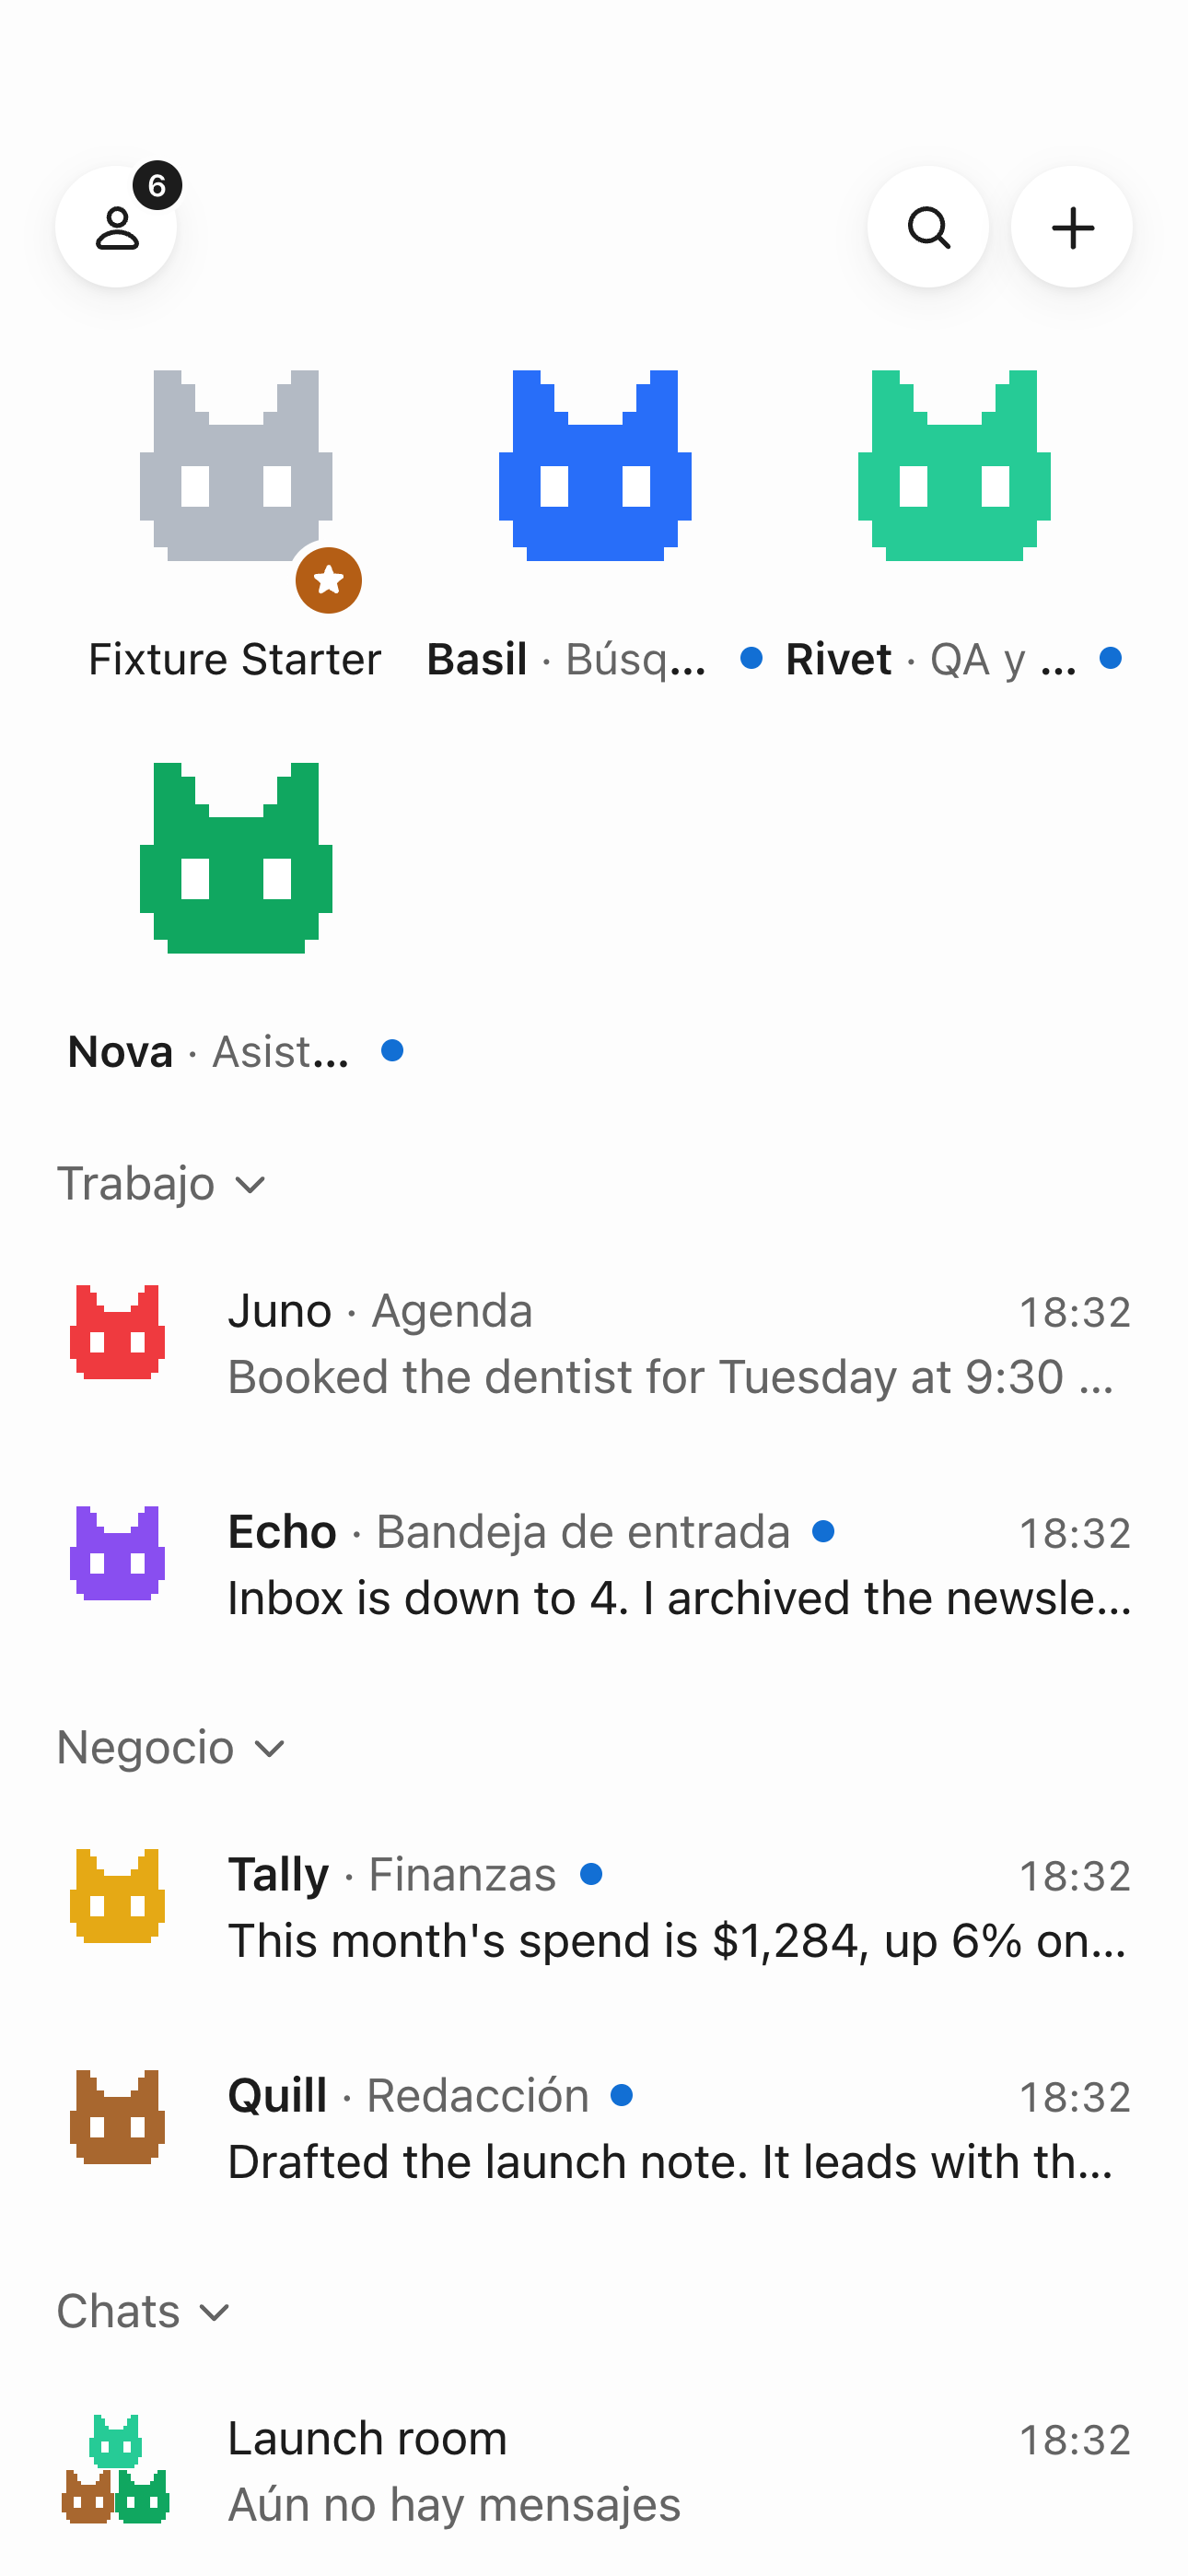 6
Fixture Starter
Basil · Búsq...
Rivet · QA y ...
Nova · Asist...
Trabajo
Juno · Agenda 18:32
Booked the dentist for Tuesday at 9:30 ...
Echo · Bandeja de entrada 18:32
Inbox is down to 4. I archived the newsle...
Negocio
Tally · Finanzas 18:32
This month's spend is $1,284, up 6% on...
Quill · Redacción 18:32
Drafted the launch note. It leads with th...
Chats
Launch room 18:32
Aún no hay mensajes